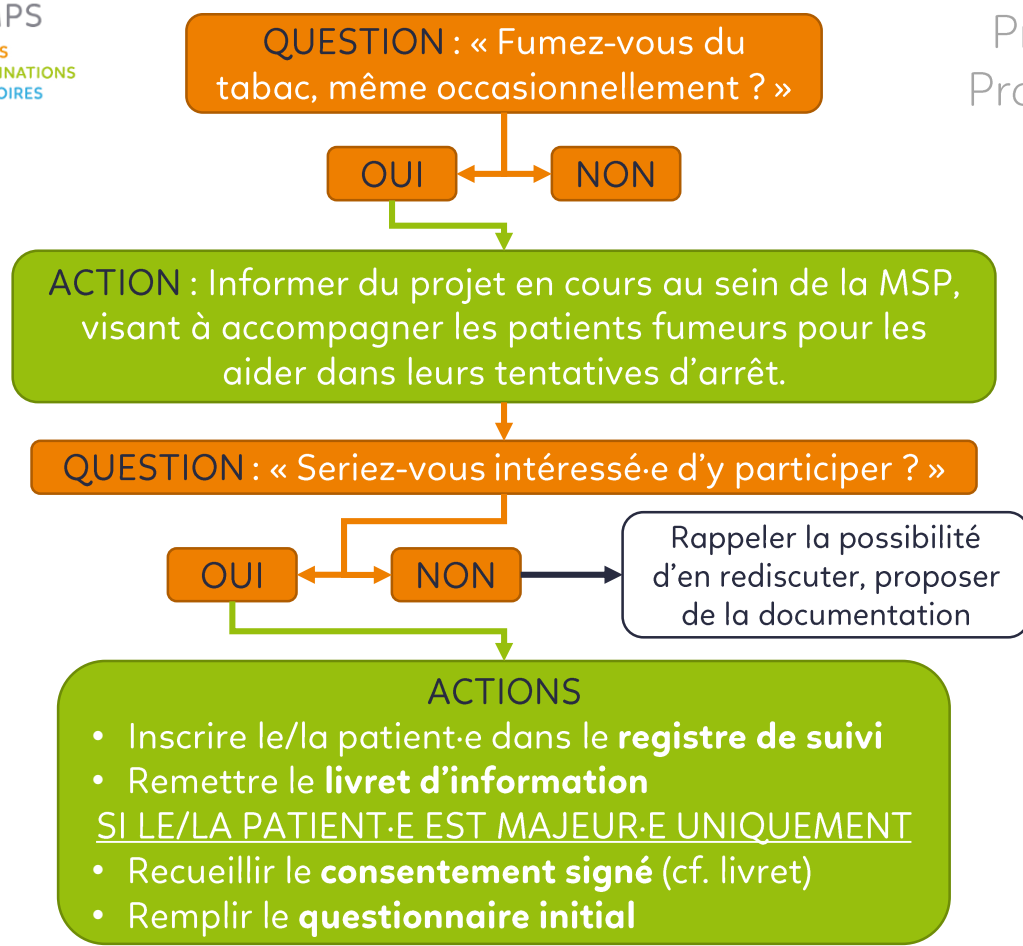 QUESTION : « Fumez-vous du
tabac, même occasionnellement ? »
OUI
NON
ACTION : Informer du projet en cours au sein de la MSP,
visant à accompagner les patients fumeurs pour les
aider dans leurs tentatives d’arrêt.
QUESTION : « Seriez-vous intéressé·e d’y participer ? »
OUI
NON
Rappeler la possibilité
d’en rediscuter, proposer
de la documentation
ACTIONS
• Inscrire le/la patient·e dans le registre de suivi
• Remettre le livret d’information
SI LE/LA PATIENT·E EST MAJEUR·E UNIQUEMENT
• Recueillir le consentement signé (cf. livret)
• Remplir le questionnaire initial